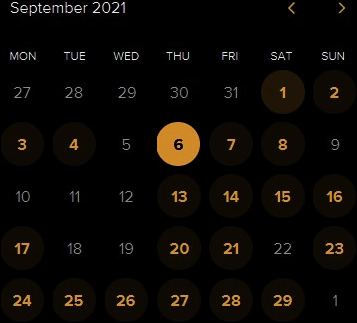 September 2021
MON TUE WED THU FRI SAT SUN
27 28 29 30 31 1 2
3 4 5 6 7 8 9
10 11 12 13 14 15 16
17 18 19 20 21 22 23
24 25 26 27 28 29 1